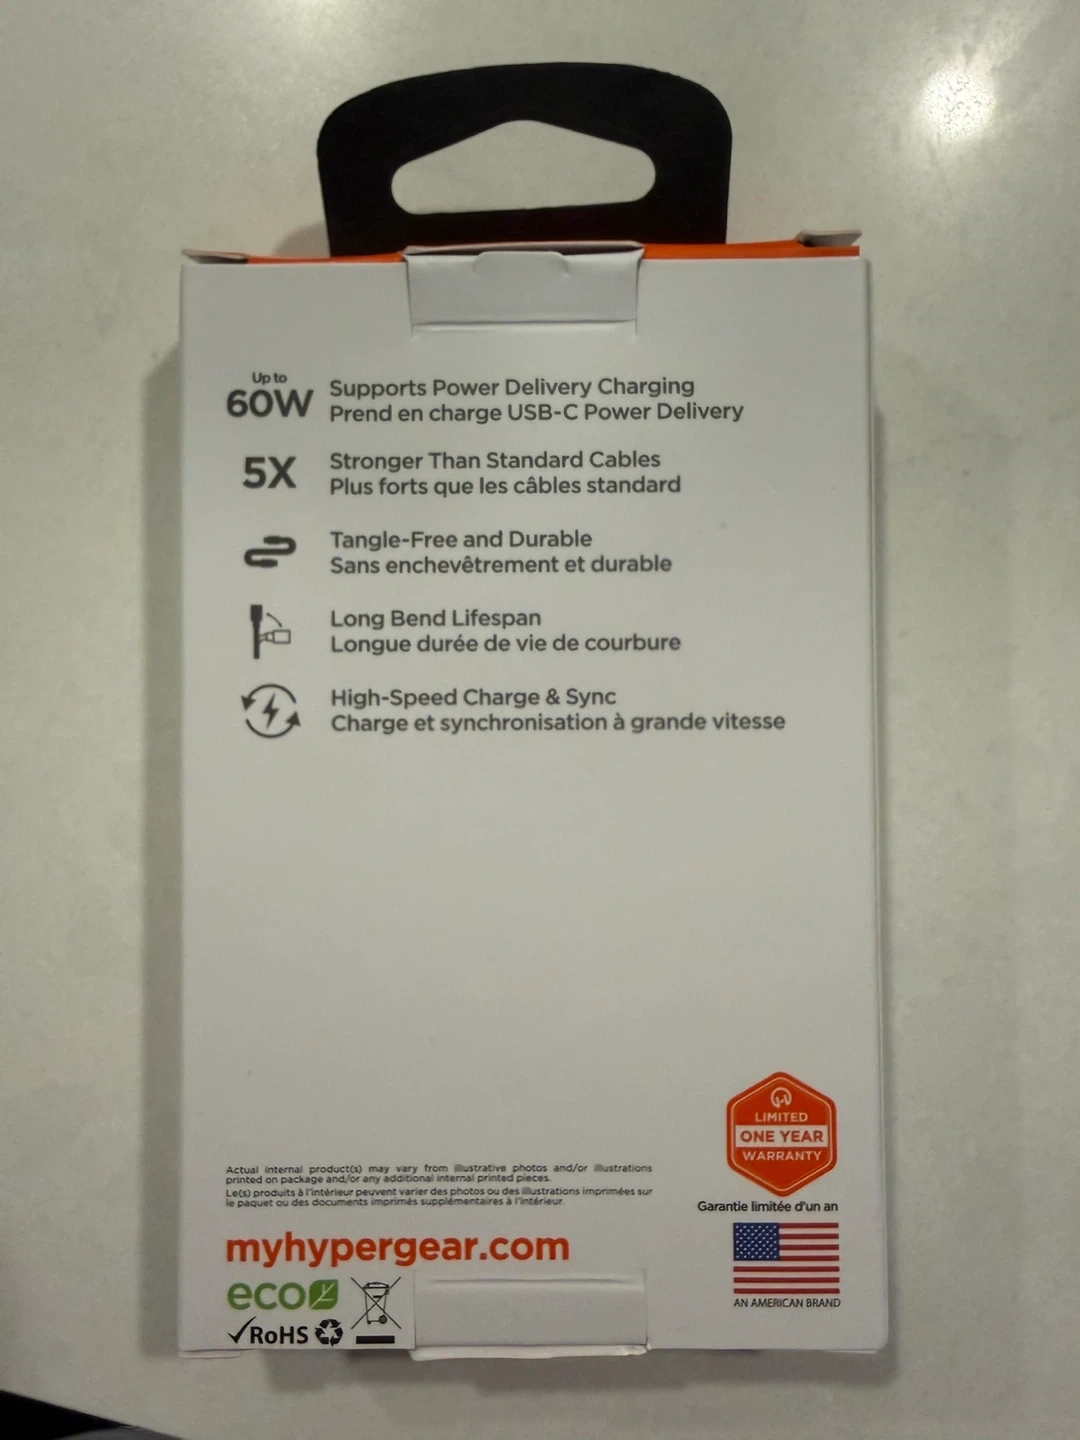 Up to
60W
Supports Power Delivery Charging
Prend en charge USB-C Power Delivery
5X
Stronger Than Standard Cables
Plus forts que les câbles standard
Tangle-Free and Durable
Sans enchevêtrement et durable
Long Bend Lifespan
Longue durée de vie de courbure
High-Speed Charge & Sync
Charge et synchronisation à grande vitesse
LIMITED
ONE YEAR
WARRANTY
Garantie limitée d'un an
AN AMERICAN BRAND
Actual internal product(s) may vary from illustrative photos and/or illustrations
printed on package and/or any additional internal printed pieces.
Le(s) produits à l'intérieur peuvent varier des photos ou des illustrations imprimées sur
le paquet ou des documents imprimés supplémentaires à l'intérieur.
myhypergear.com
eco
RoHS